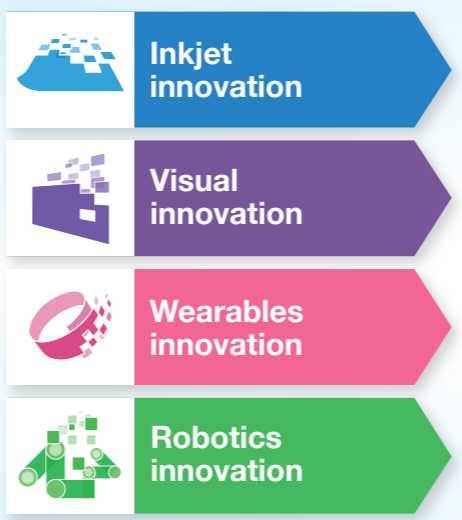 Inkjet
innovation
Visual
innovation
Wearables
innovation
Robotics
innovation